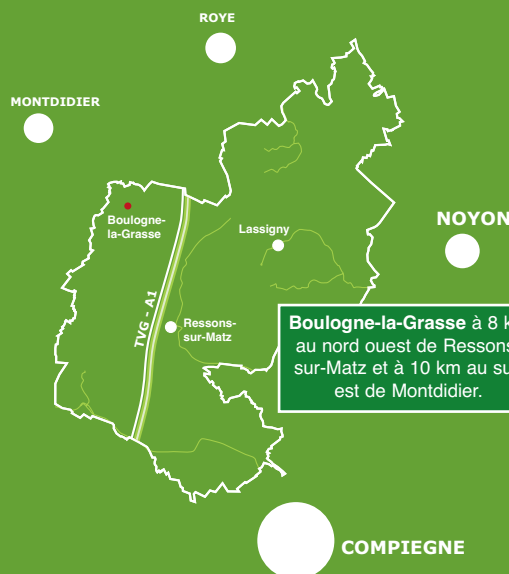 ROYE
MONTDIDIER
Boulogne-
la-Grasse
Lassigny
NOYON
TVG - A1
Ressons-
sur-Matz
Boulogne-la-Grasse à 8 k
au nord ouest de Ressons
sur-Matz et à 10 km au su
est de Montdidier.
COMPIEGNE